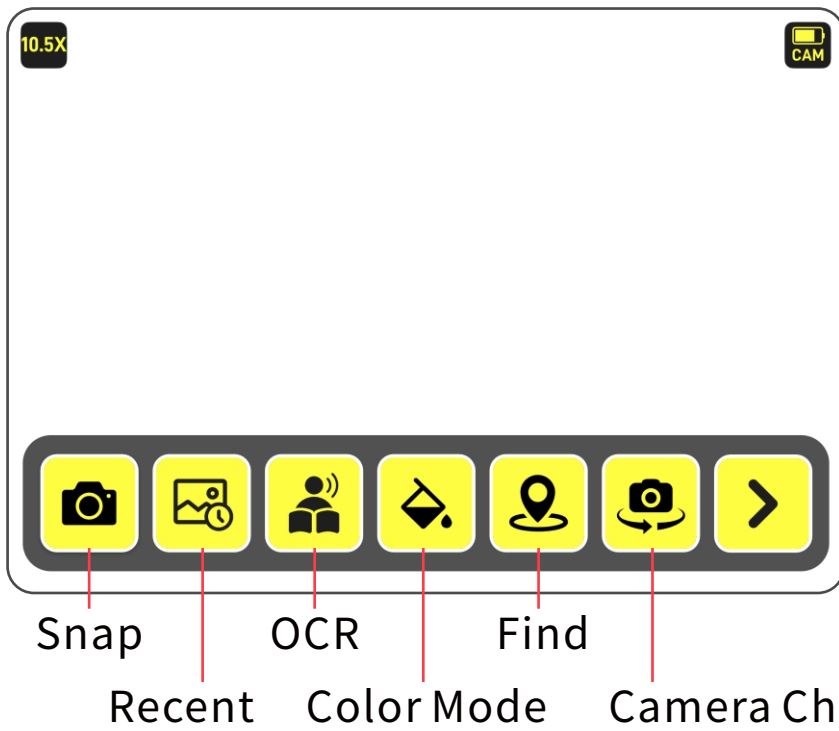 10.5X
CAM
Snap
OCR
Find
Recent
Color Mode
Camera Ch